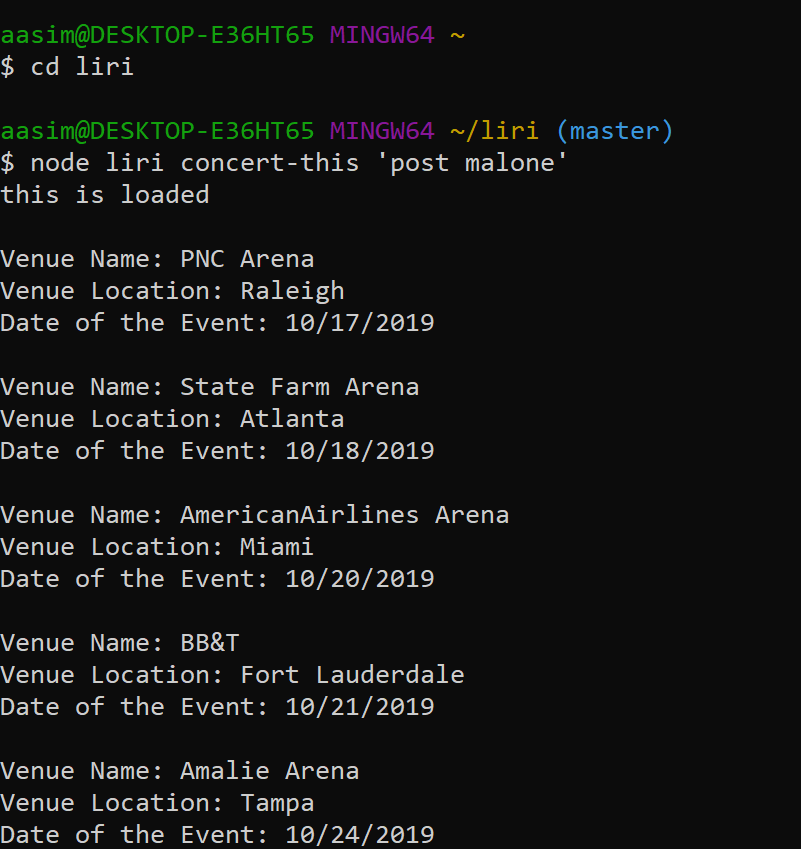 aasim@DESKTOP-E36HT65 MINGW64 ~
$ cd liri
aasim@DESKTOP-E36HT65 MINGW64 ~/liri (master)
$ node liri concert-this 'post malone'
this is loaded
Venue Name: PNC Arena
Venue Location: Raleigh
Date of the Event: 10/17/2019
Venue Name: State Farm Arena
Venue Location: Atlanta
Date of the Event: 10/18/2019
Venue Name: AmericanAirlines Arena
Venue Location: Miami
Date of the Event: 10/20/2019
Venue Name: BB&T
Venue Location: Fort Lauderdale
Date of the Event: 10/21/2019
Venue Name: Amalie Arena
Venue Location: Tampa
Date of the Event: 10/24/2019